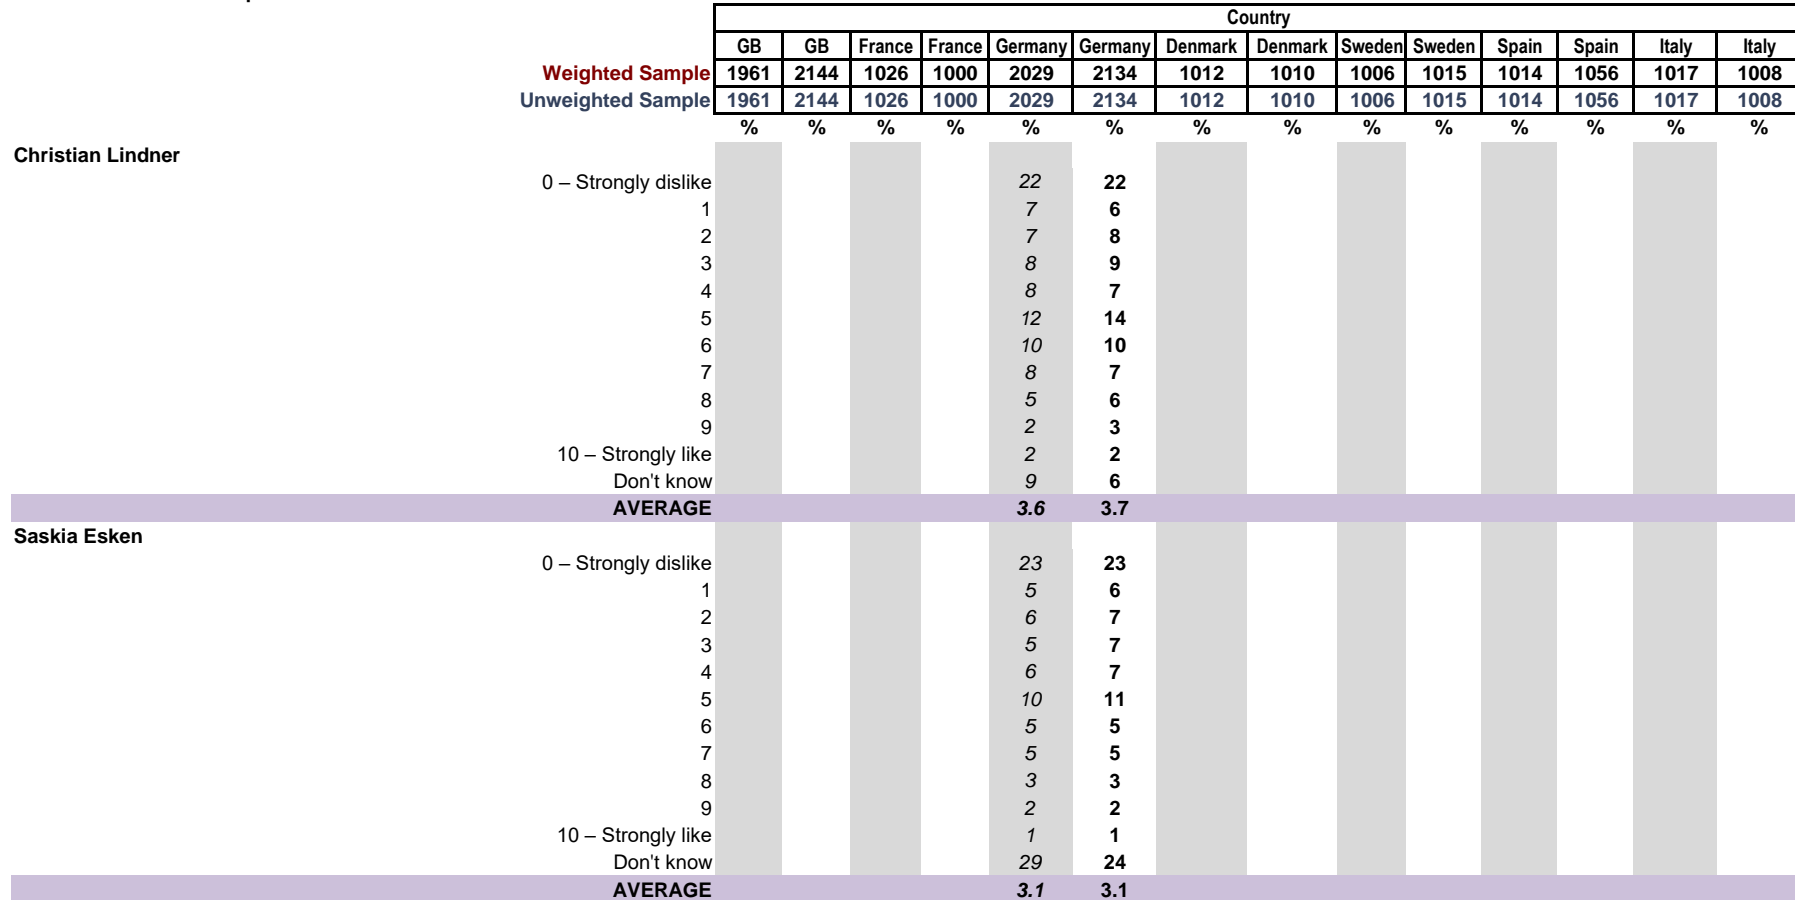 Country
GB GB France France Germany Germany Denmark Denmark Sweden Sweden Spain Spain Italy Italy
Weighted Sample 1961 2144 1026 1000 2029 2134 1012 1010 1006 1015 1014 1056 1017 1008
Unweighted Sample 1961 2144 1026 1000 2029 2134 1012 1010 1006 1015 1014 1056 1017 1008
% % % % % % % % % % % % % %
Christian Lindner
0 – Strongly dislike 22 22
1 7 6
2 7 8
3 8 9
4 8 7
5 12 14
6 10 10
7 8 7
8 5 6
9 2 3
10 – Strongly like 2 2
Don't know 9 6
AVERAGE 3.6 3.7
Saskia Esken
0 – Strongly dislike 23 23
1 5 6
2 6 7
3 5 7
4 6 7
5 10 11
6 5 5
7 5 5
8 3 3
9 2 2
10 – Strongly like 1 1
Don't know 29 24
AVERAGE 3.1 3.1